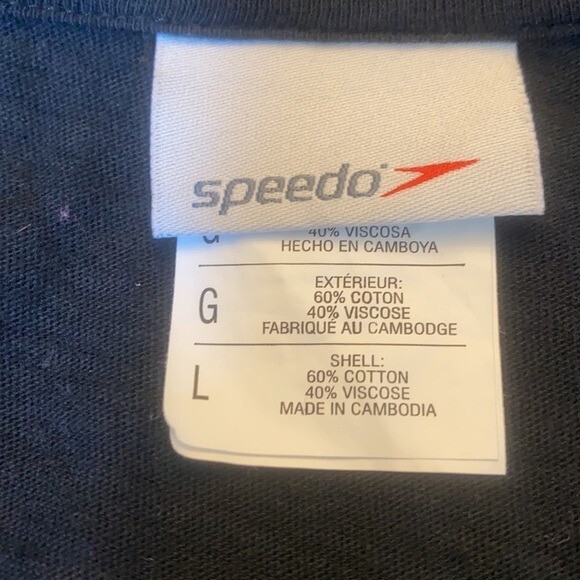 speedo
G
40% VISCOSA
HECHO EN CAMBOYA
G
EXTÉRIEUR:
60% COTON
40% VISCOSE
FABRIQUÉ AU CAMBODGE
L
SHELL:
60% COTTON
40% VISCOSE
MADE IN CAMBODIA